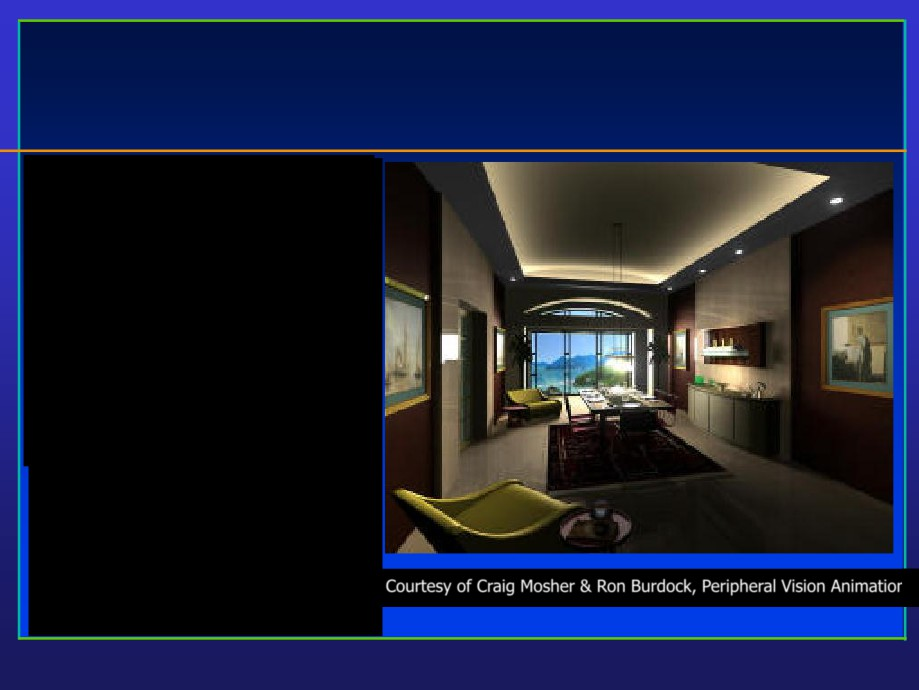 Courtesy of Craig Mosher & Ron Burdock, Peripheral Vision Animatior